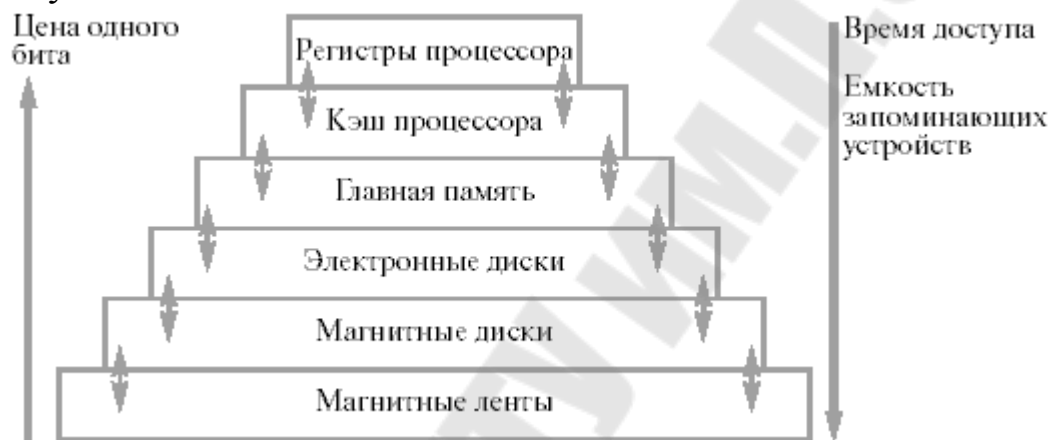 Цена одного
бита
Регистры процессора
Кэш процессора
Главная память
Электронные диски
Магнитные диски
Магнитные ленты
Время доступа
Емкость
запоминающих
устройств